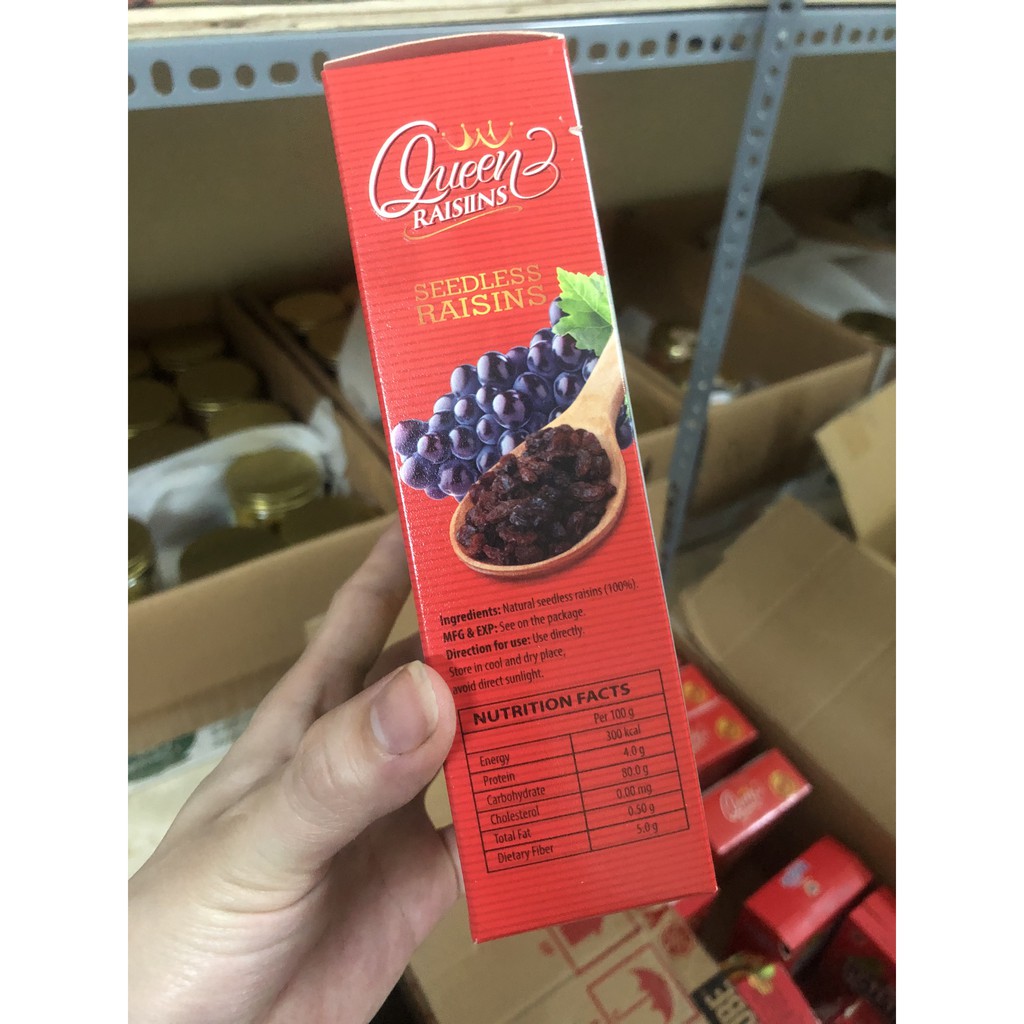 Queen
RAISIINS
SEEDLESS
RAISINS
Ingredients: Natural seedless raisins (100%).
MFG & EXP: See on the package.
Direction for use: Use directly.
Store in cool and dry place,
avoid direct sunlight.
NUTRITION FACTS
Per 100 g
Energy 300 kcal
Protein 4.0 g
Carbohydrate 80.0 g
Cholesterol 0.00 mg
Total Fat 0.50 g
Dietary Fiber 5.0 g
Queen